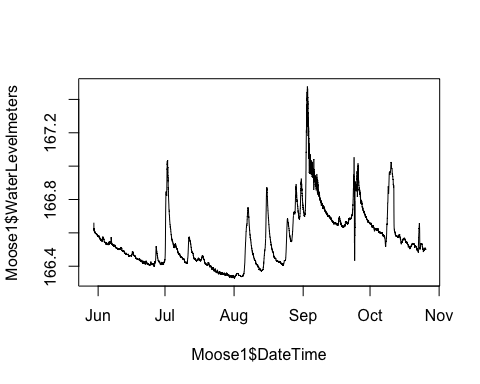 Moose1$WaterLevelmeters
167.2
166.8
166.4
Jun Jul Aug Sep Oct Nov
Moose1$DateTime